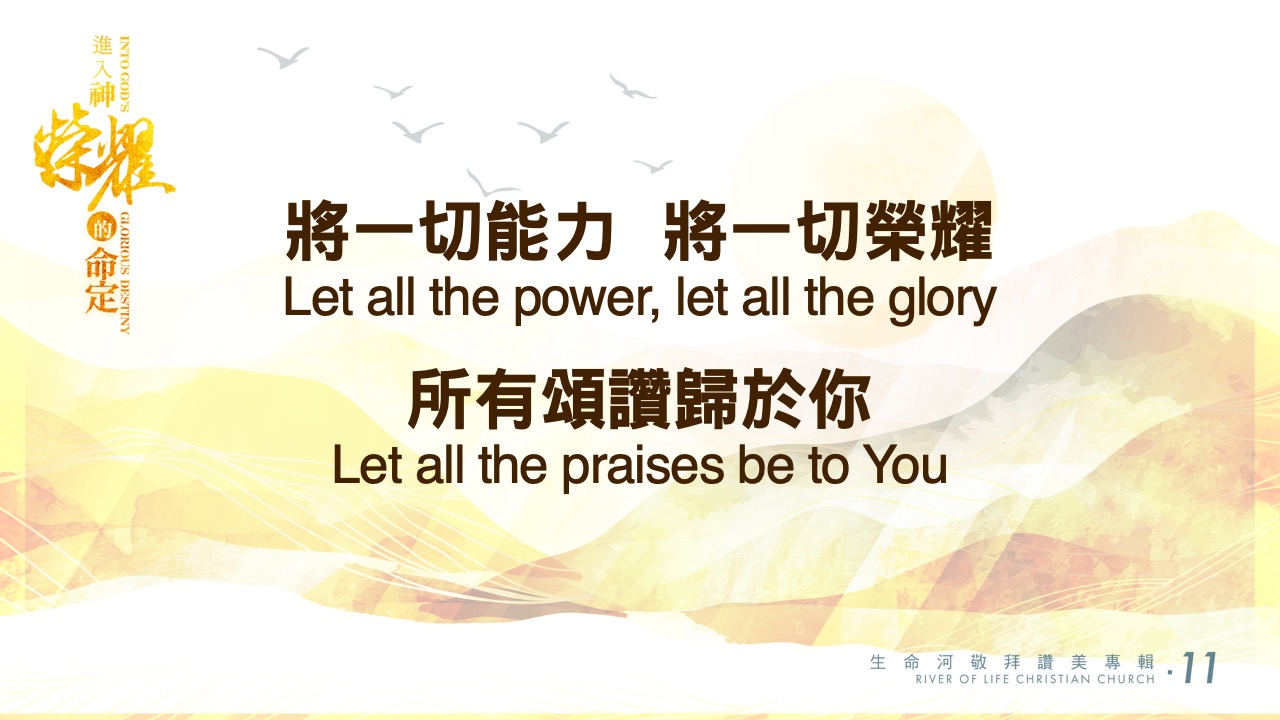 進入神
INTO GOD'S
榮耀
的
命定
GLORIOUS DESTINY
將一切能力 將一切榮耀
Let all the power, let all the glory
所有頌讚歸於你
Let all the praises be to You
生命河敬拜讚美專輯
RIVER OF LIFE CHRISTIAN CHURCH
·11